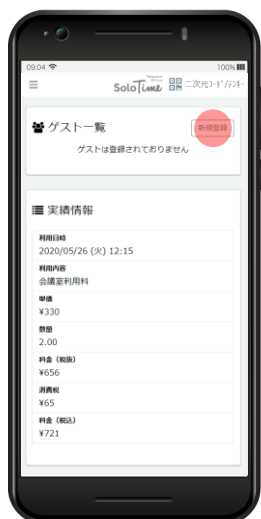 09:04 100%
SoloTime 二次元コード/テンキー
ゲスト一覧 新規登録
ゲストは登録されておりません
実績情報
利用日時
2020/05/26 (火) 12:15
利用内容
会議室利用料
単価
¥330
数量
2.00
料金（税抜）
¥656
消費税
¥65
料金（税込）
¥721